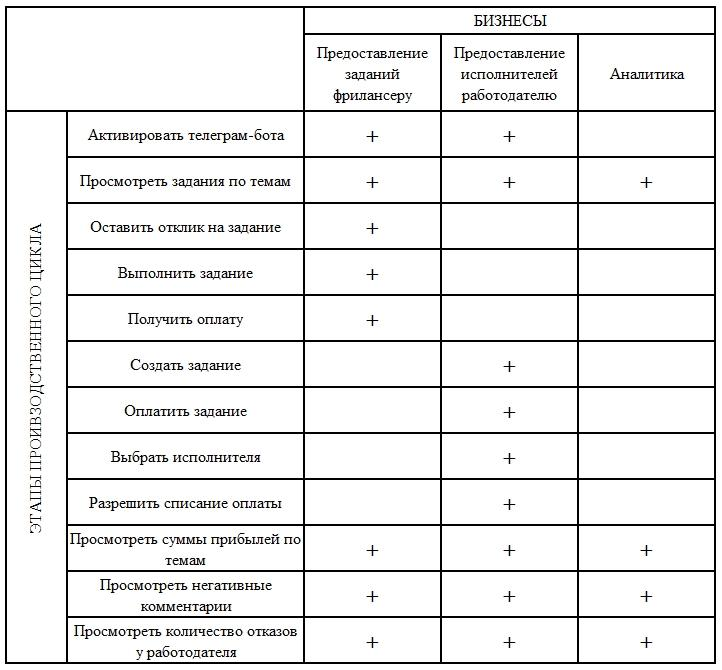 БИЗНЕСЫ
Предоставление
заданий
фрилансеру
Предоставление
исполнителей
работодателю
Аналитика
ЭТАПЫ ПРОИВЗОДСТВЕННОГО ЦИКЛА
Активировать телеграм-бота + +
Просмотреть задания по темам + + +
Оставить отклик на задание +
Выполнить задание +
Получить оплату +
Создать задание +
Оплатить задание +
Выбрать исполнителя +
Разрешить списание оплаты +
Просмотреть суммы прибылей по
темам + + +
Просмотреть негативные
комментарии + + +
Просмотреть количество отказов
у работодателя + + +